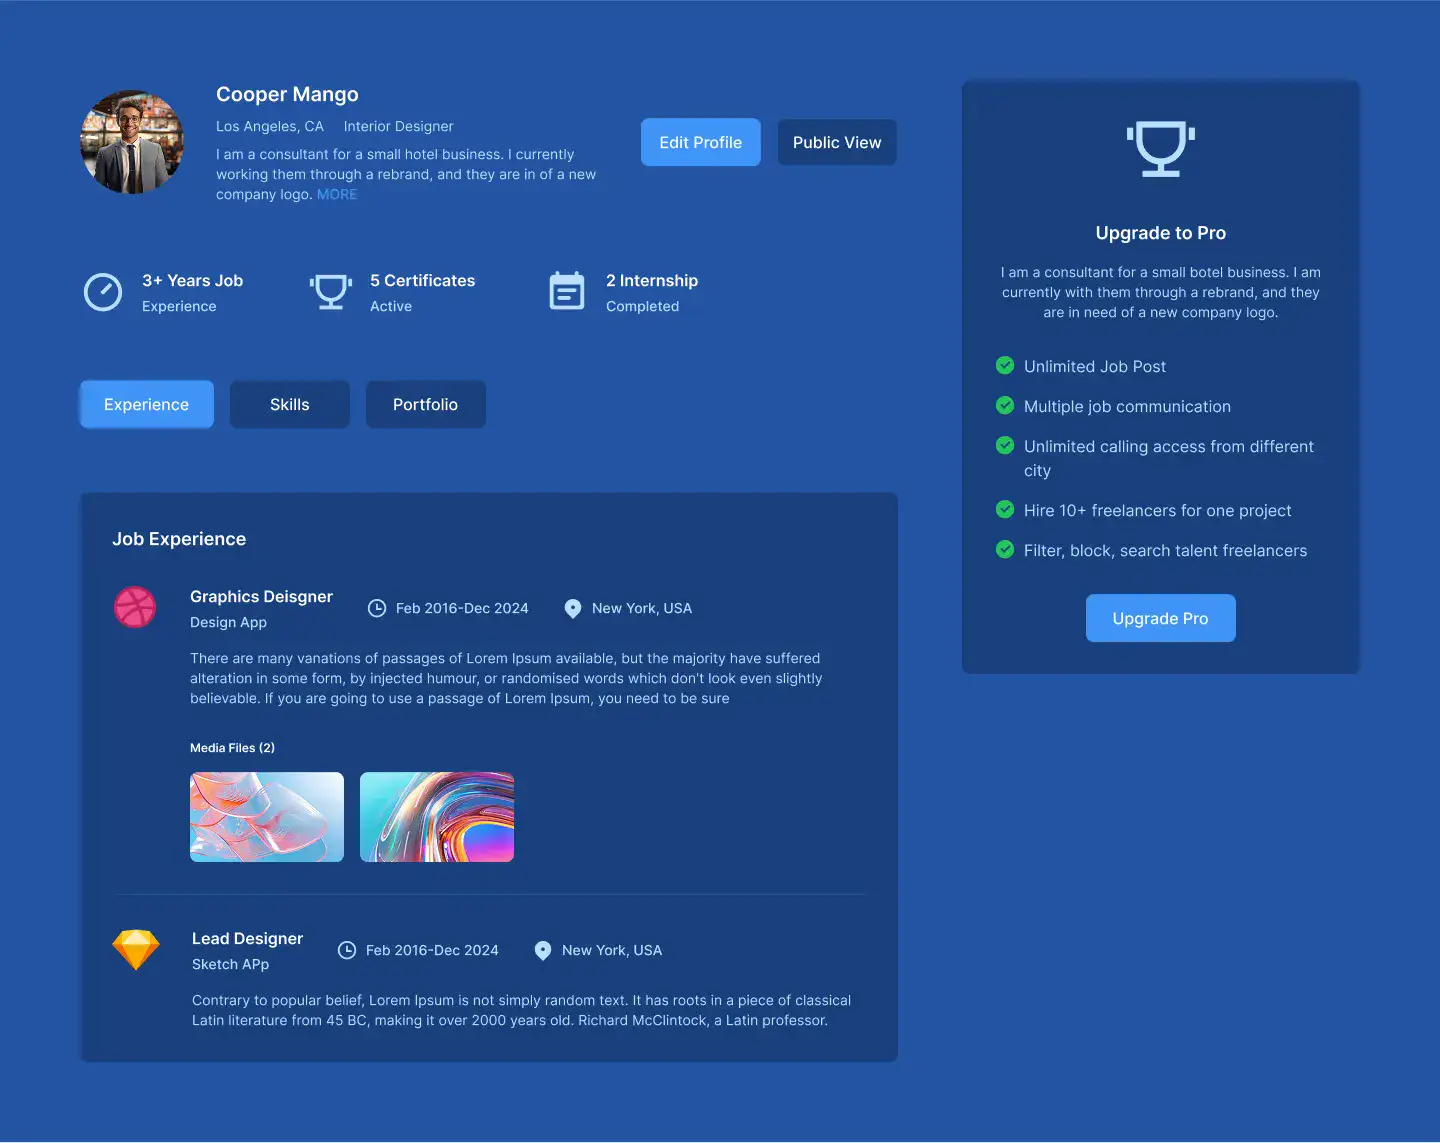 Cooper Mango
Los Angeles, CA Interior Designer
I am a consultant for a small hotel business. I currently
working them through a rebrand, and they are in of a new
company logo. MORE
Edit Profile
Public View
3+ Years Job
Experience
5 Certificates
Active
2 Internship
Completed
Experience
Skills
Portfolio
Job Experience
Graphics Deisgner
Design App
Feb 2016-Dec 2024
New York, USA
There are many vanations of passages of Lorem Ipsum available, but the majority have suffered
alteration in some form, by injected humour, or randomised words which don't look even slightly
believable. If you are going to use a passage of Lorem Ipsum, you need to be sure
Media Files (2)
Lead Designer
Sketch APp
Feb 2016-Dec 2024
New York, USA
Contrary to popular belief, Lorem Ipsum is not simply random text. It has roots in a piece of classical
Latin literature from 45 BC, making it over 2000 years old. Richard McClintock, a Latin professor.
Upgrade to Pro
I am a consultant for a small botel business. I am
currently with them through a rebrand, and they
are in need of a new company logo.
Unlimited Job Post
Multiple job communication
Unlimited calling access from different
city
Hire 10+ freelancers for one project
Filter, block, search talent freelancers
Upgrade Pro